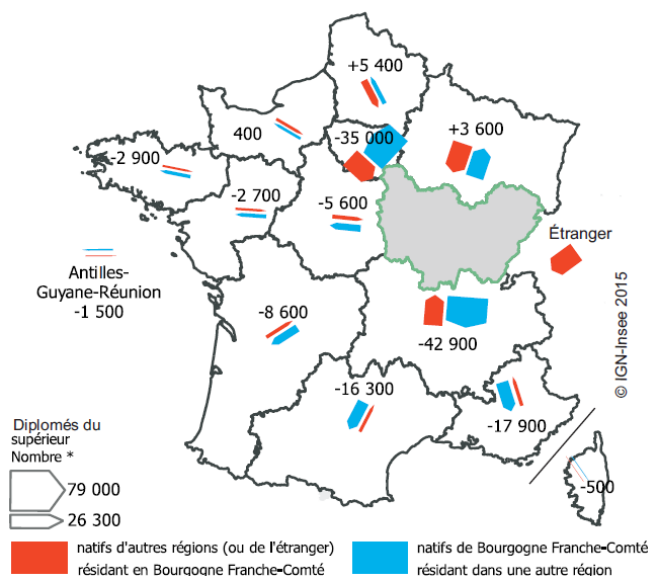 +5 400
-35 000
+3 600
400
-2 900
-2 700
-5 600
Étranger
Antilles-
Guyane-Réunion
-1 500
-8 600
-42 900
-16 300
-17 900
-500
© IGN-Insee 2015
Diplomés du
supérieur
Nombre *
79 000
26 300
natifs d'autres régions (ou de l'étranger)
résidant en Bourgogne Franche-Comté
natifs de Bourgogne Franche-Comté
résidant dans une autre région